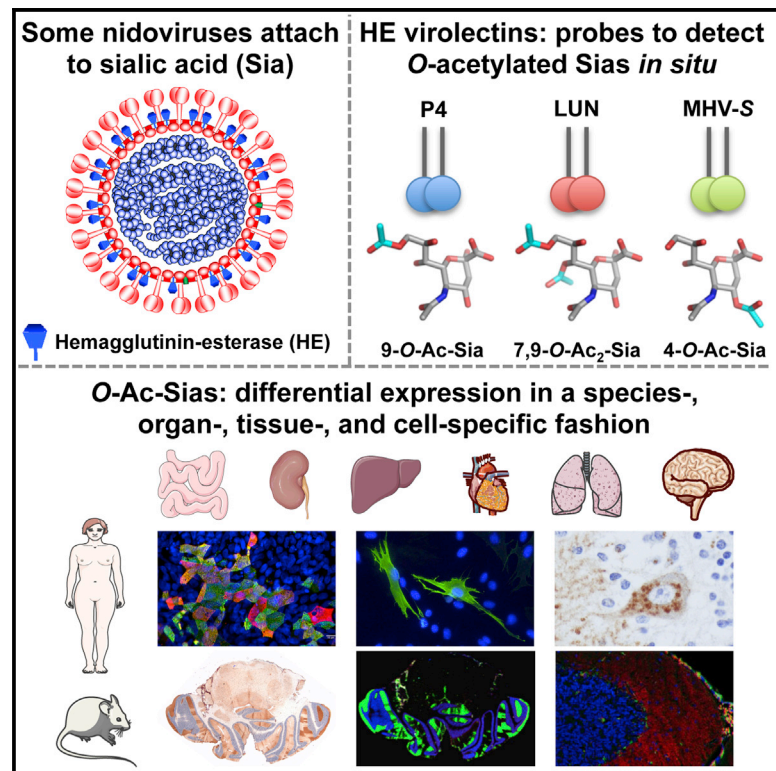 Some nidoviruses attach
to sialic acid (Sia)
Hemagglutinin-esterase (HE)
HE virolectins: probes to detect
O-acetylated Sias in situ
P4 LUN MHV-S
9-O-Ac-Sia 7,9-O-Ac₂-Sia 4-O-Ac-Sia
O-Ac-Sias: differential expression in a species-,
organ-, tissue-, and cell-specific fashion